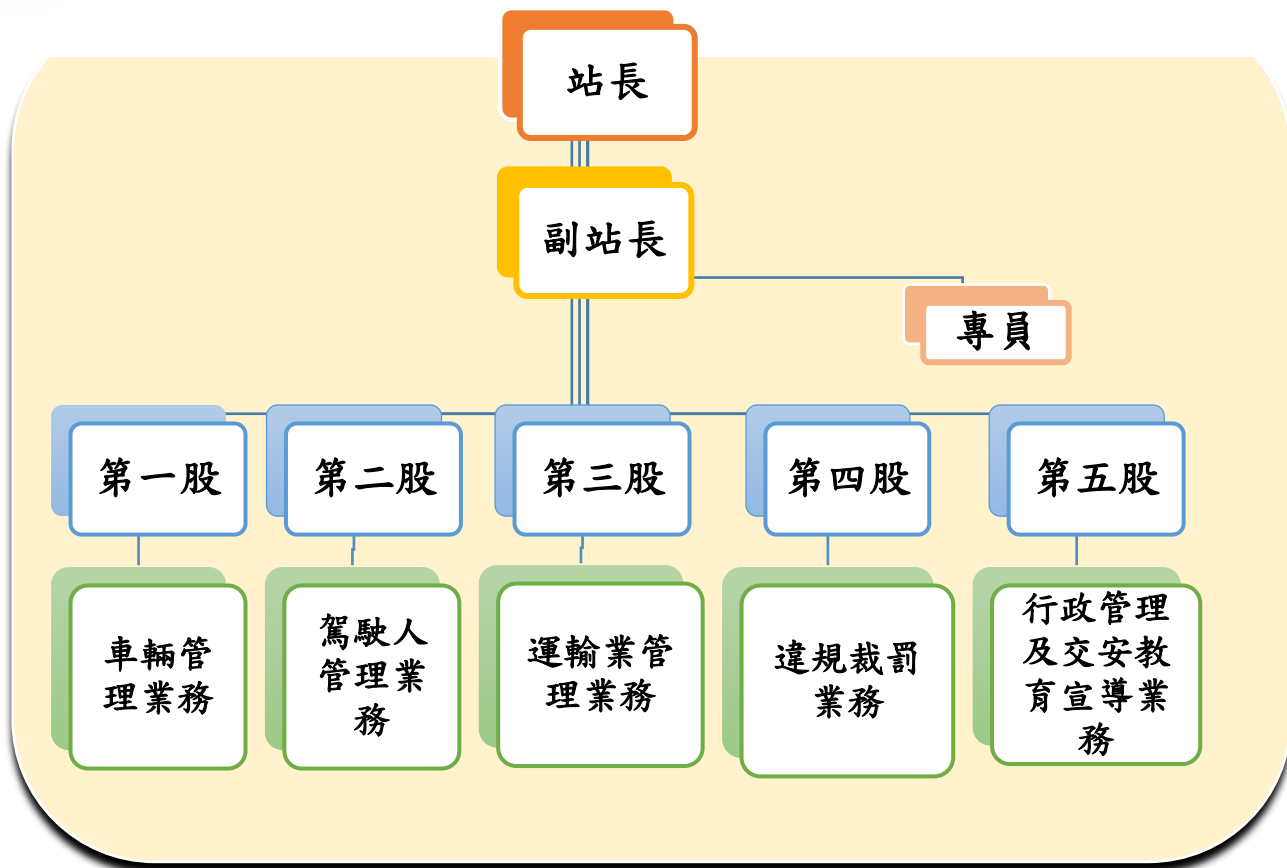 站長
副站長
專員
第一股
第二股
第三股
第四股
第五股
車輛管
理業務
駕駛人
管理業
務
運輸業管
理業務
違規裁罰
業務
行政管理
及交安教
育宣導業
務